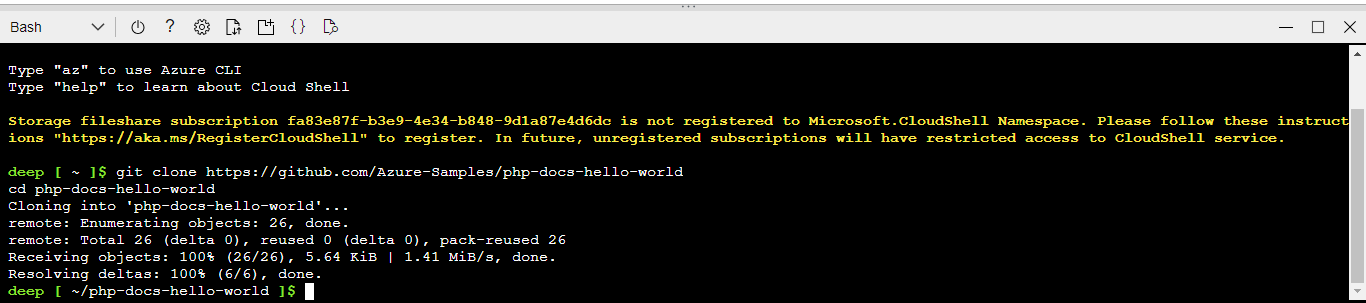 Bash
?
{}
Type "az" to use Azure CLI
Type "help" to learn about Cloud Shell
Storage fileshare subscription fa83e87f-b3e9-4e34-b848-9d1a87e4d6dc is not registered to Microsoft.CloudShell Namespace. Please follow these instruct
ions "https://aka.ms/RegisterCloudShell" to register. In future, unregistered subscriptions will have restricted access to CloudShell service.
deep [ ~ ]$ git clone https://github.com/Azure-Samples/php-docs-hello-world
cd php-docs-hello-world
Cloning into 'php-docs-hello-world'...
remote: Enumerating objects: 26, done.
remote: Total 26 (delta 0), reused 0 (delta 0), pack-reused 26
Receiving objects: 100% (26/26), 5.64 KiB | 1.41 MiB/s, done.
Resolving deltas: 100% (6/6), done.
deep [ ~/php-docs-hello-world ]$